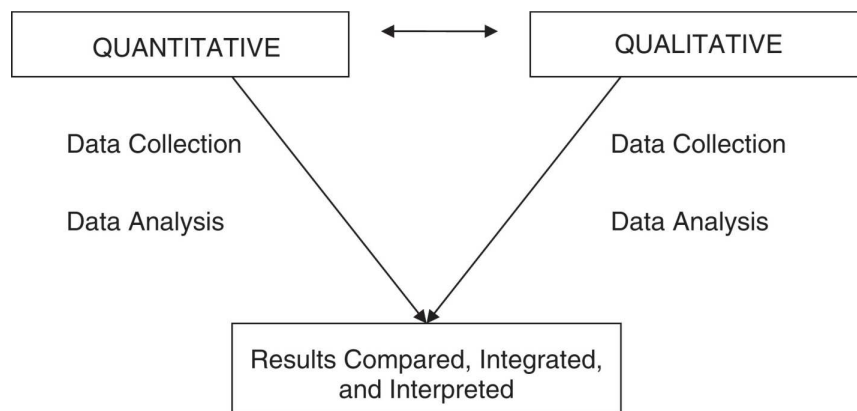 QUANTITATIVE
QUALITATIVE
Data Collection
Data Collection
Data Analysis
Data Analysis
Results Compared, Integrated,
and Interpreted